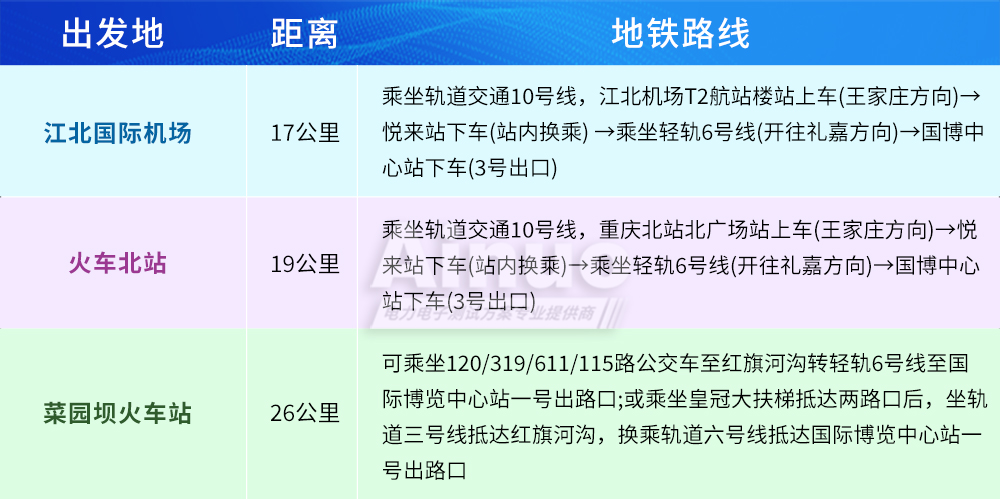 出发地 距离 地铁路线
江北国际机场 17公里
乘坐轨道交通10号线，江北机场T2航站楼站上车(王家庄方向)→
悦来站下车(站内换乘) →乘坐轻轨6号线(开往礼嘉方向)→国博中
心站下车(3号出口)
火车北站 19公里
乘坐轨道交通10号线，重庆北站北广场站上车(王家庄方向)→悦
来站下车(站内换乘)→乘坐轻轨6号线(开往礼嘉方向)→国博中心
站下车(3号出口)
Ainuo
电力电子测试方案专业提供商
菜园坝火车站 26公里
可乘坐120/319/611/115路公交车至红旗河沟转轻轨6号线至国
际博览中心站一号出路口;或乘坐皇冠大扶梯抵达两路口后，坐轨
道三号线抵达红旗河沟，换乘轨道六号线抵达国际博览中心站一
号出路口